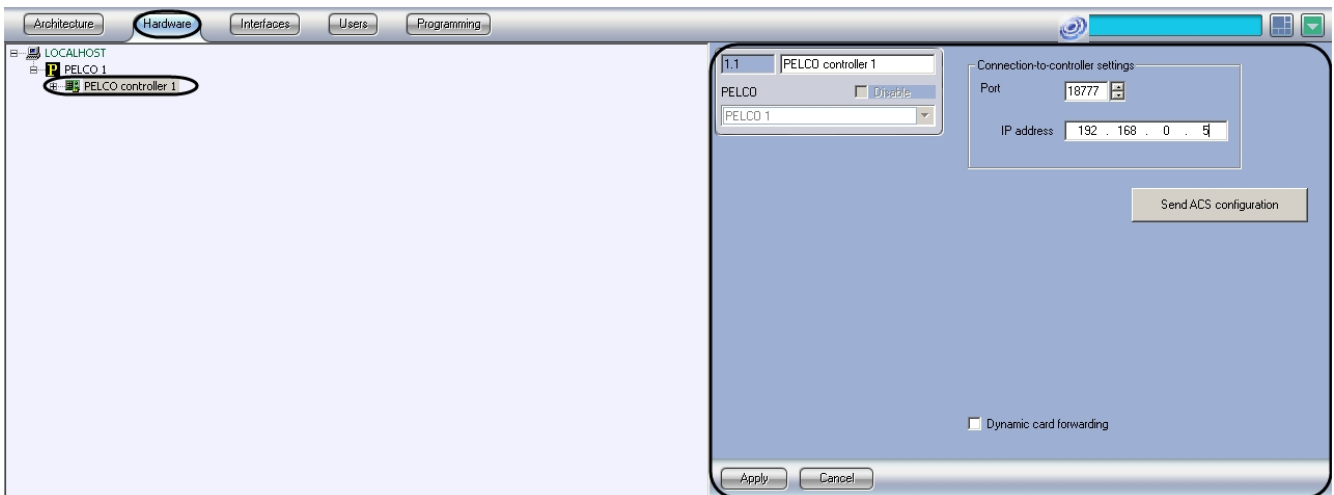 Architecture Hardware Interfaces Users Programming
LOCALHOST
P PELCO 1
PELCO controller 1
1.1 PELCO controller 1
PELCO Disable
PELCO 1
Connection-to-controller settings
Port 18777
IP address 192 . 168 . 0 . 5
Send ACS configuration
Dynamic card forwarding
Apply Cancel